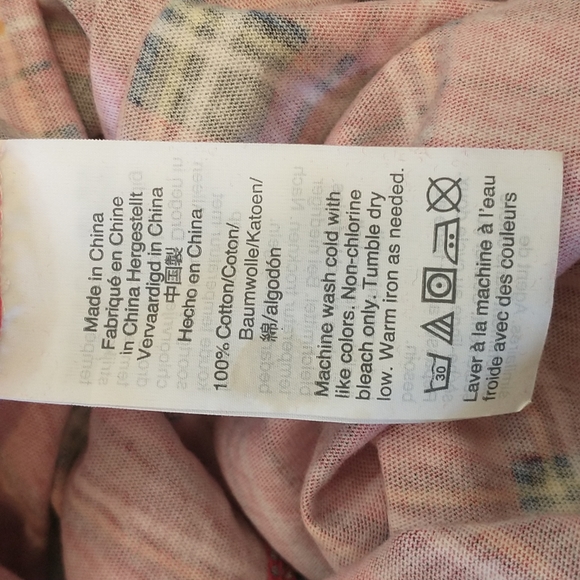 Made in China
Fabriqué en Chine
in China Hergestellt
Vervaardigd in China
中国製
Hecho en China
100% Cotton/Coton/
Baumwolle/Katoen/
綿/algodón
Machine wash cold with
like colors. Non-chlorine
bleach only. Tumble dry
low. Warm iron as needed.
30
Laver à la machine à l'eau
froide avec des couleurs